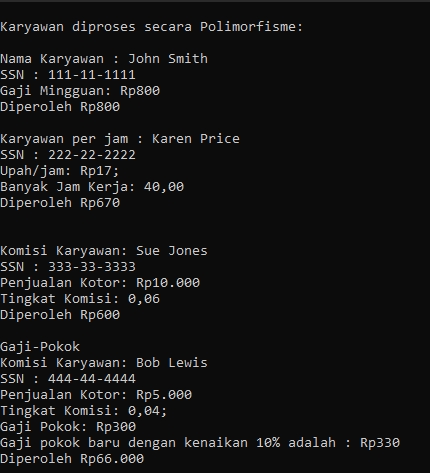 Karyawan diproses secara Polimorfisme:
Nama Karyawan : John Smith
SSN : 111-11-1111
Gaji Mingguan: Rp800
Diperoleh Rp800
Karyawan per jam : Karen Price
SSN : 222-22-2222
Upah/jam: Rp17;
Banyak Jam Kerja: 40,00
Diperoleh Rp670
Komisi Karyawan: Sue Jones
SSN : 333-33-3333
Penjualan Kotor: Rp10.000
Tingkat Komisi: 0,06
Diperoleh Rp600
Gaji-Pokok
Komisi Karyawan: Bob Lewis
SSN : 444-44-4444
Penjualan Kotor: Rp5.000
Tingkat Komisi: 0,04;
Gaji Pokok: Rp300
Gaji pokok baru dengan kenaikan 10% adalah : Rp330
Diperoleh Rp66.000